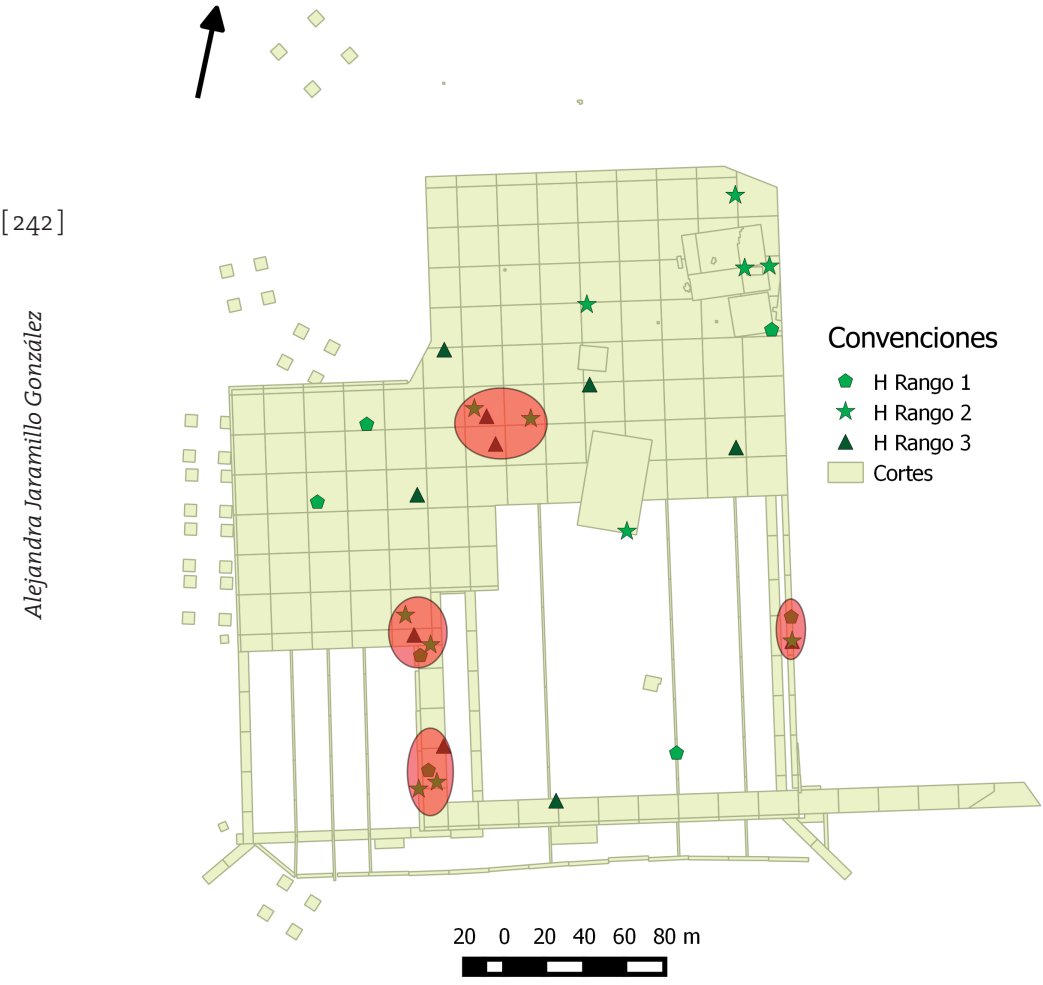 [242]
Alejandra Jaramillo González
Convenciones
H Rango 1
H Rango 2
H Rango 3
Cortes
20 0 20 40 60 80 m